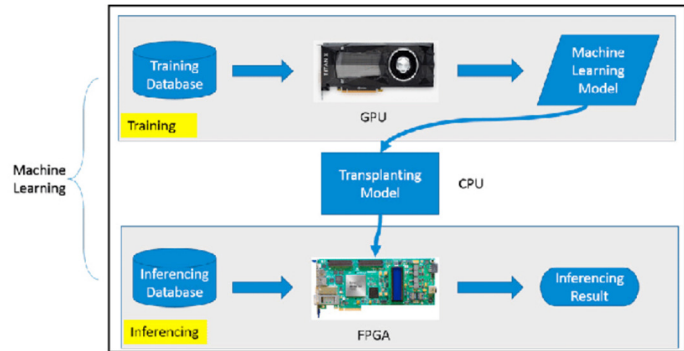 Training
Database
GPU
Machine
Learning
Model
Training
Machine
Learning
Transplanting
Model
CPU
Inferencing
Database
FPGA
Inferencing
Result
Inferencing